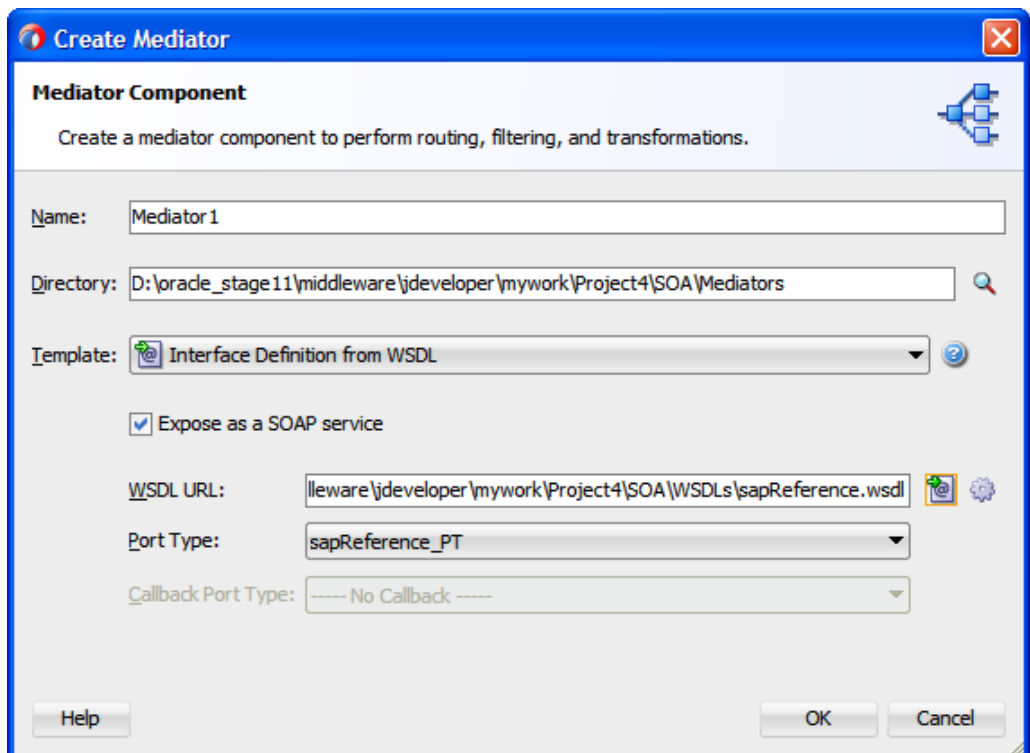 Create Mediator
Mediator Component
Create a mediator component to perform routing, filtering, and transformations.
Name: Mediator1
Directory: D:\oracle_stage11\middleware\jdeveloper\mywork\Project4\SOA\Mediators
Template: Interface Definition from WSDL
Expose as a SOAP service
WSDL URL: lleware\jdeveloper\mywork\Project4\SOA\WSDLs\sapReference.wsdl
Port Type: sapReference_PT
Callback Port Type: ----- No Callback -----
Help OK Cancel